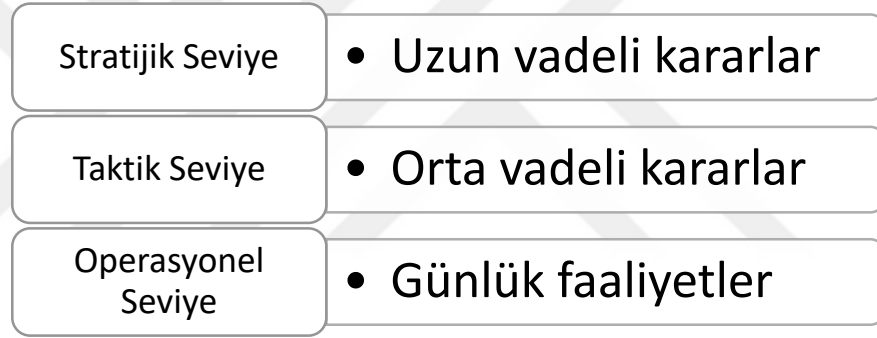 Stratijik Seviye
• Uzun vadeli kararlar
Taktik Seviye
• Orta vadeli kararlar
Operasyonel
Seviye
• Günlük faaliyetler